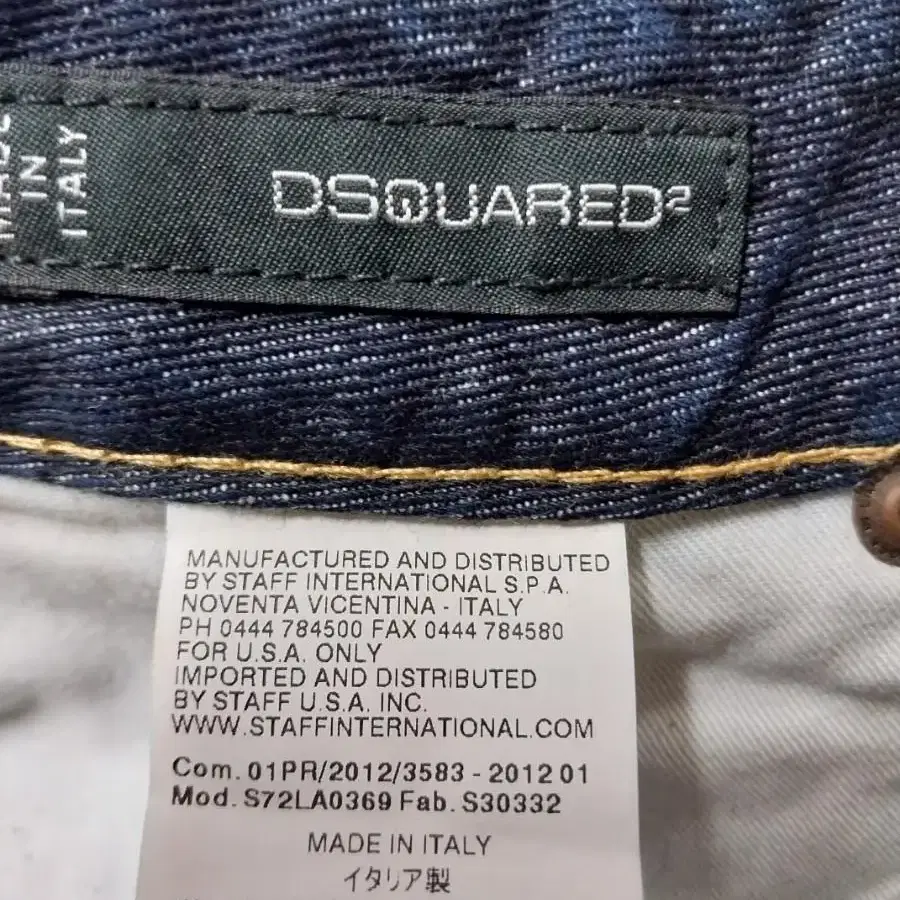 MADE
IN
ITALY
DSQUARED2
MANUFACTURED AND DISTRIBUTED
BY STAFF INTERNATIONAL S.P.A.
NOVENTA VICENTINA - ITALY
PH 0444 784500 FAX 0444 784580
FOR U.S.A. ONLY
IMPORTED AND DISTRIBUTED
BY STAFF U.S.A. INC.
WWW.STAFFINTERNATIONAL.COM
Com. 01PR/2012/3583 - 2012 01
Mod. S72LA0369 Fab. S30332
MADE IN ITALY
イタリア製